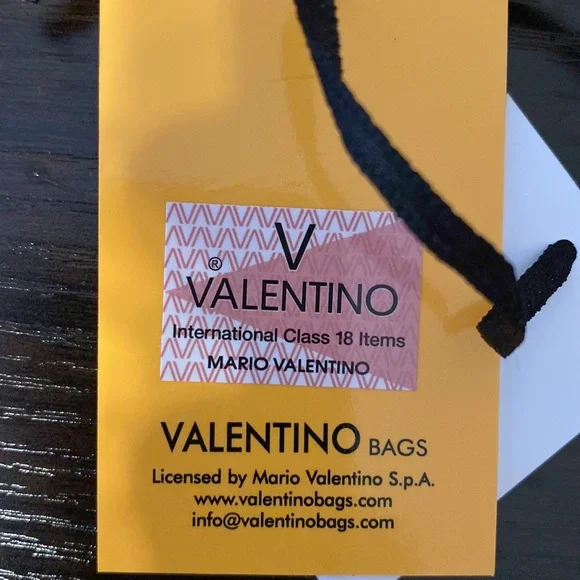 V
® VALENTINO
International Class 18 Items
MARIO VALENTINO
VALENTINO BAGS
Licensed by Mario Valentino S.p.A.
www.valentinobags.com
info@valentinobags.com